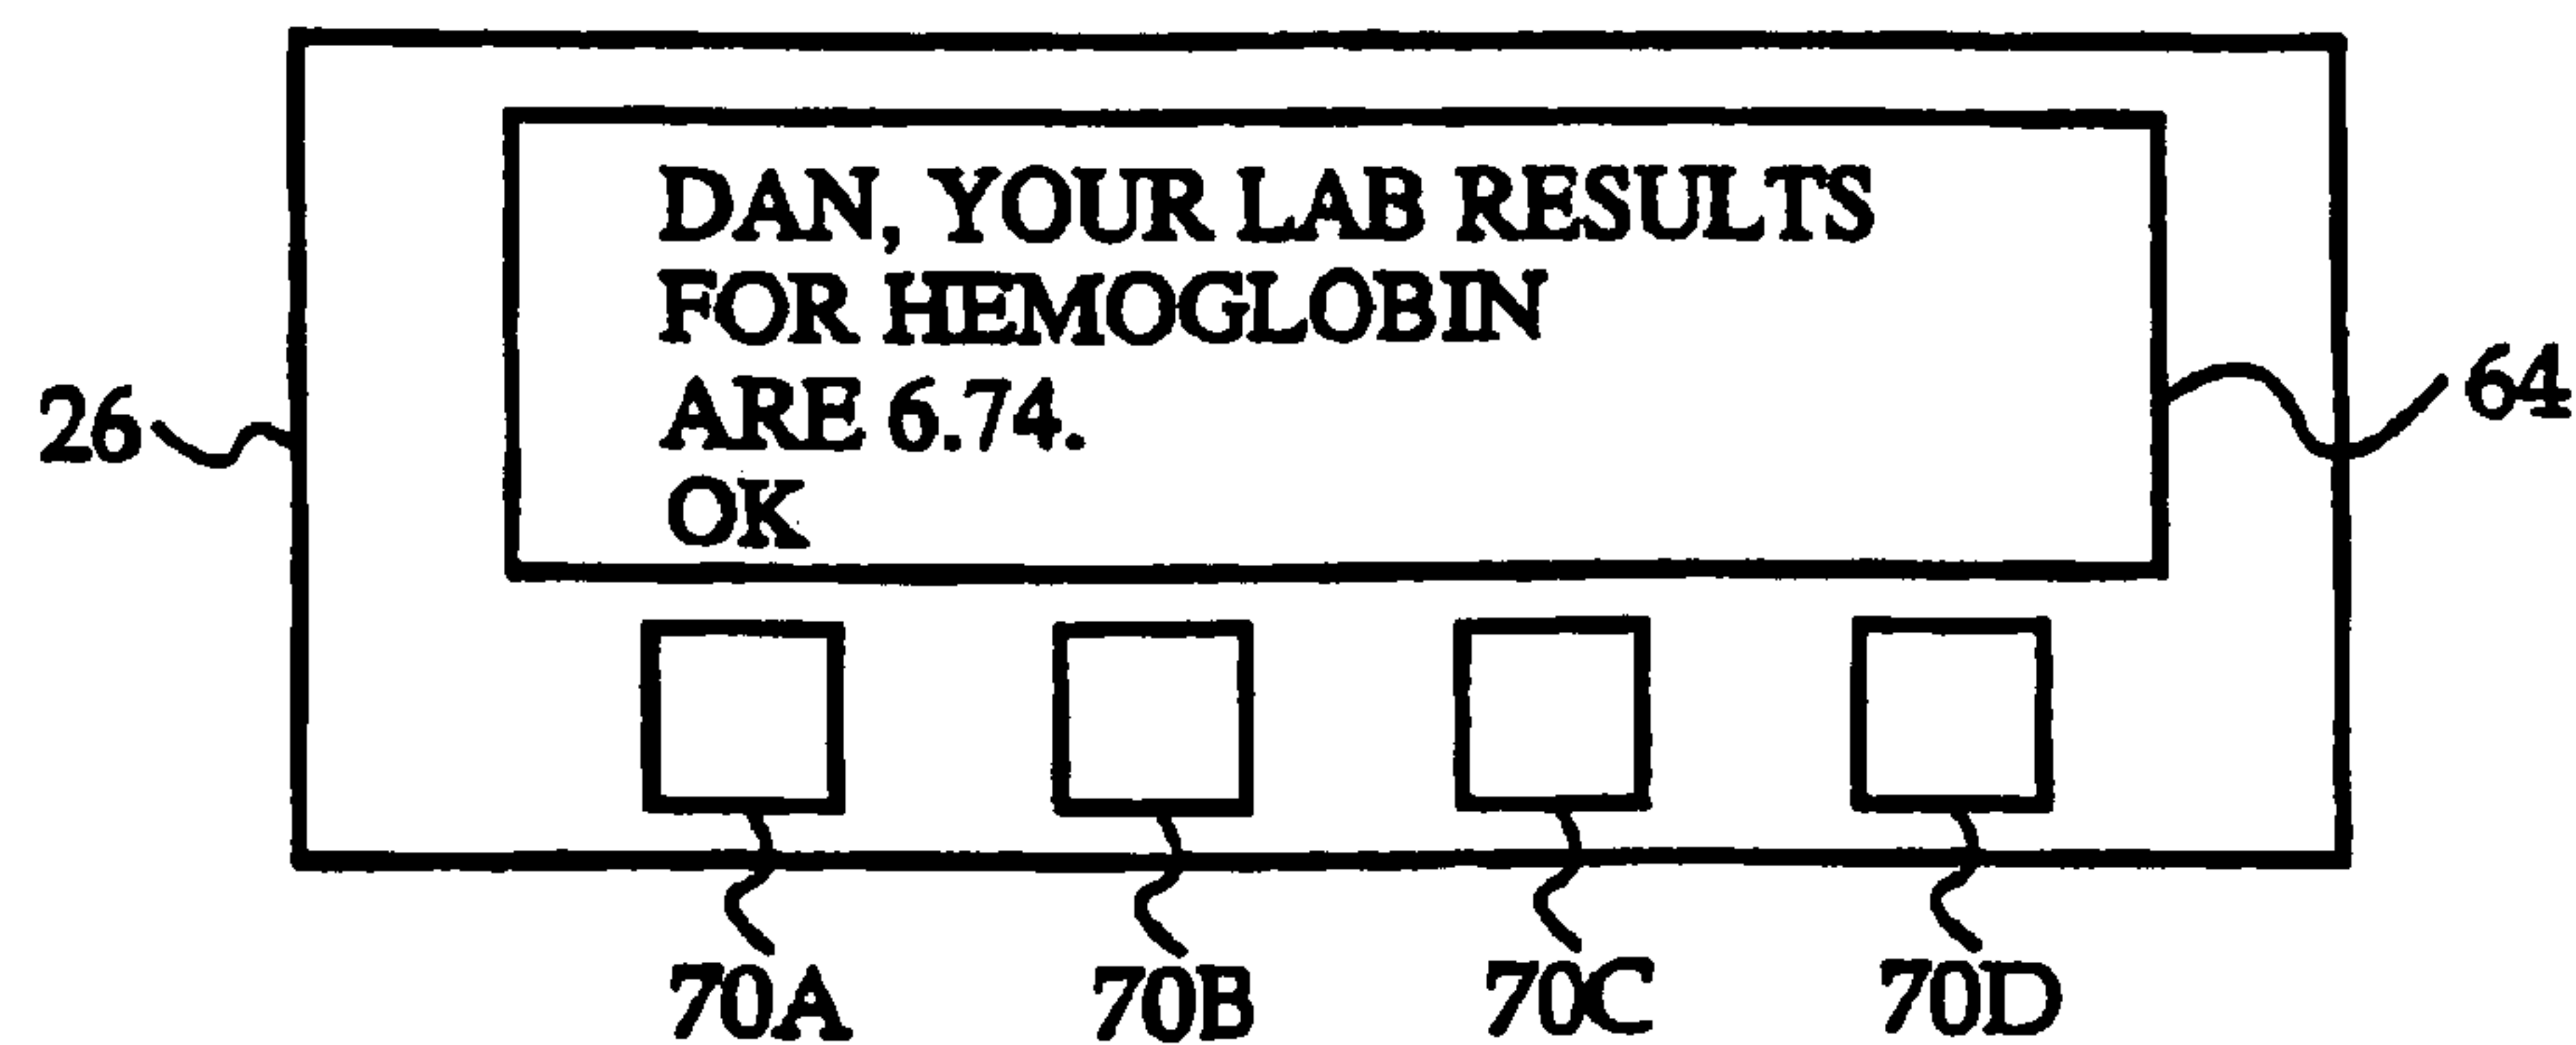 DAN, YOUR LAB RESULTS
FOR HEMOGLOBIN
ARE 6.74.
OK
26
64
70A 70B 70C 70D